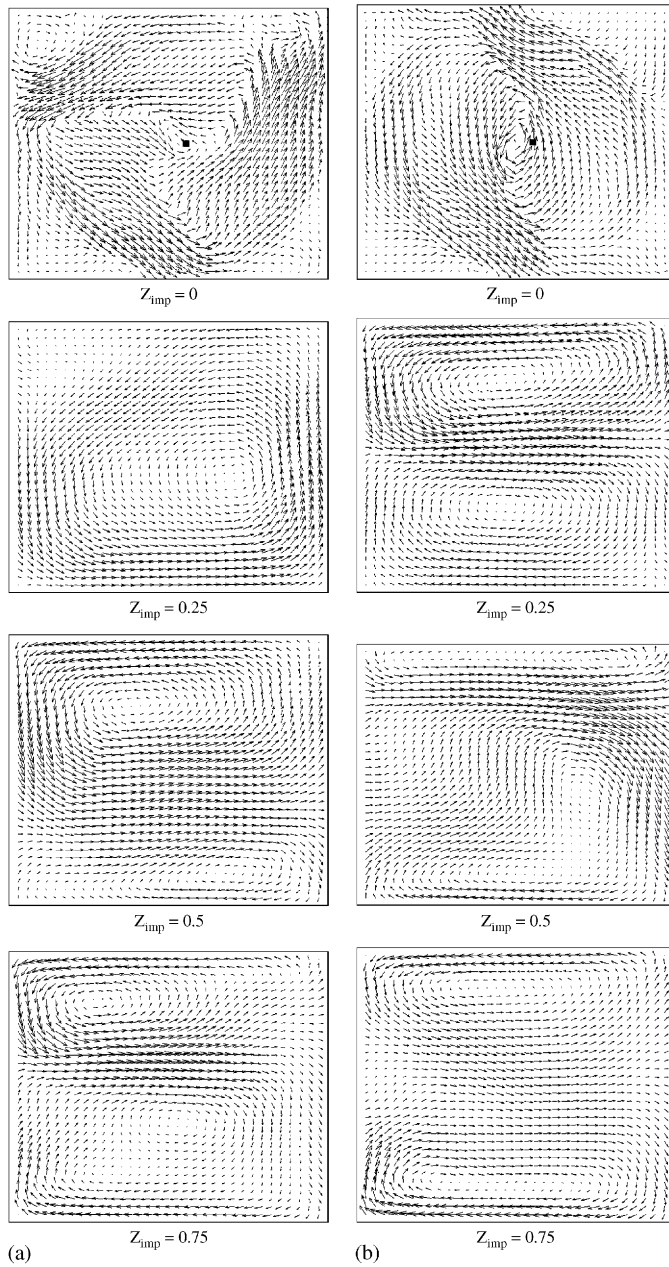 Z_imp = 0
Z_imp = 0
Z_imp = 0.25
Z_imp = 0.25
Z_imp = 0.5
Z_imp = 0.5
Z_imp = 0.75
Z_imp = 0.75
(a)
(b)